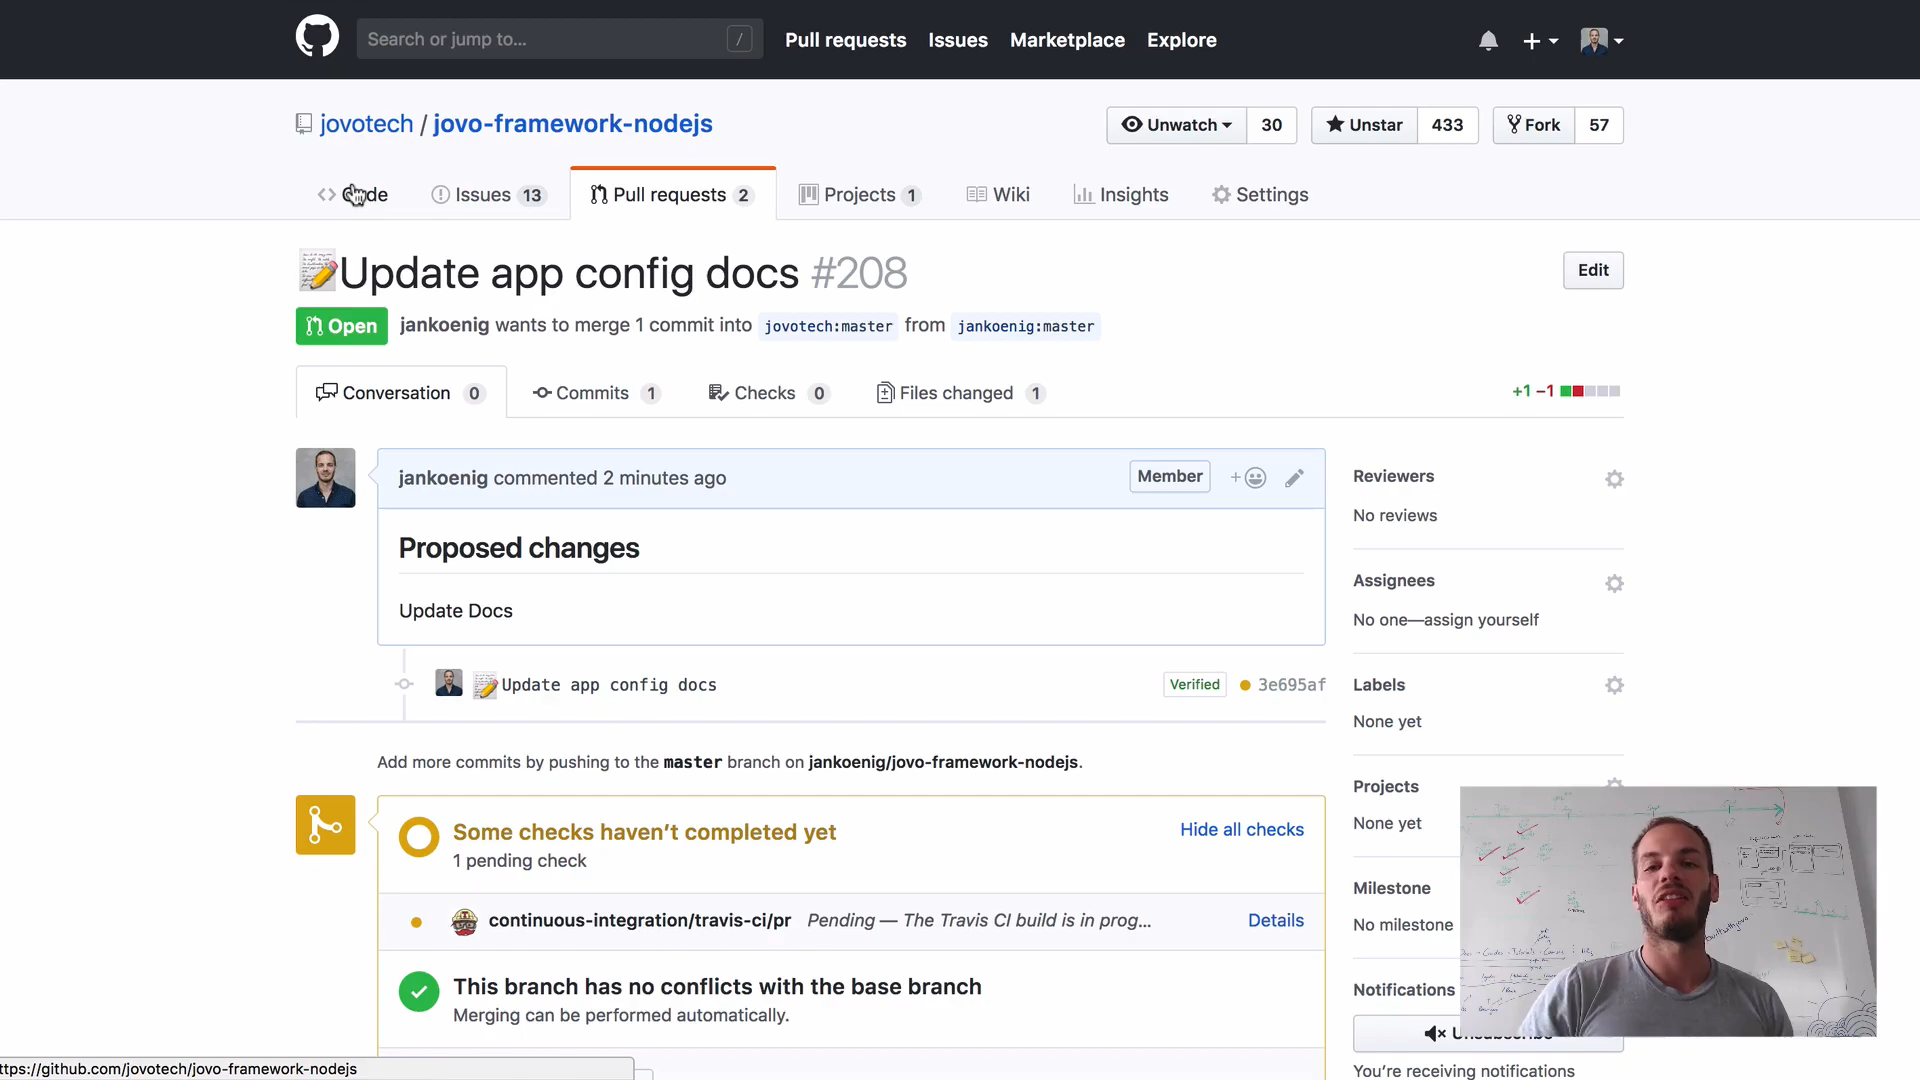 Search or jump to...
/
Pull requests
Issues
Marketplace
Explore
jovotech / jovo-framework-nodejs
Unwatch 30
Unstar 433
Fork 57
Code
Issues 13
Pull requests 2
Projects 1
Wiki
Insights
Settings
Update app config docs #208
Edit
Open
jankoenig wants to merge 1 commit into jovotech:master from jankoenig:master
Conversation 0
Commits 1
Checks 0
Files changed 1
+1 −1
jankoenig commented 2 minutes ago
Member
Proposed changes
Update Docs
Update app config docs
Verified
3e695af
Add more commits by pushing to the master branch on jankoenig/jovo-framework-nodejs.
Some checks haven’t completed yet
1 pending check
Hide all checks
continuous-integration/travis-ci/pr Pending — The Travis CI build is in prog...
Details
This branch has no conflicts with the base branch
Merging can be performed automatically.
Reviewers
No reviews
Assignees
No one—assign yourself
Labels
None yet
Projects
None yet
Milestone
No milestone
Notifications
Unsubscribe
You’re receiving notifications
ttps://github.com/jovotech/jovo-framework-nodejs